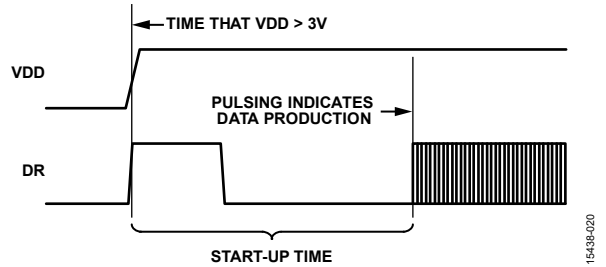 TIME THAT VDD > 3V
VDD
PULSING INDICATES
DATA PRODUCTION
DR
START-UP TIME
15438-020